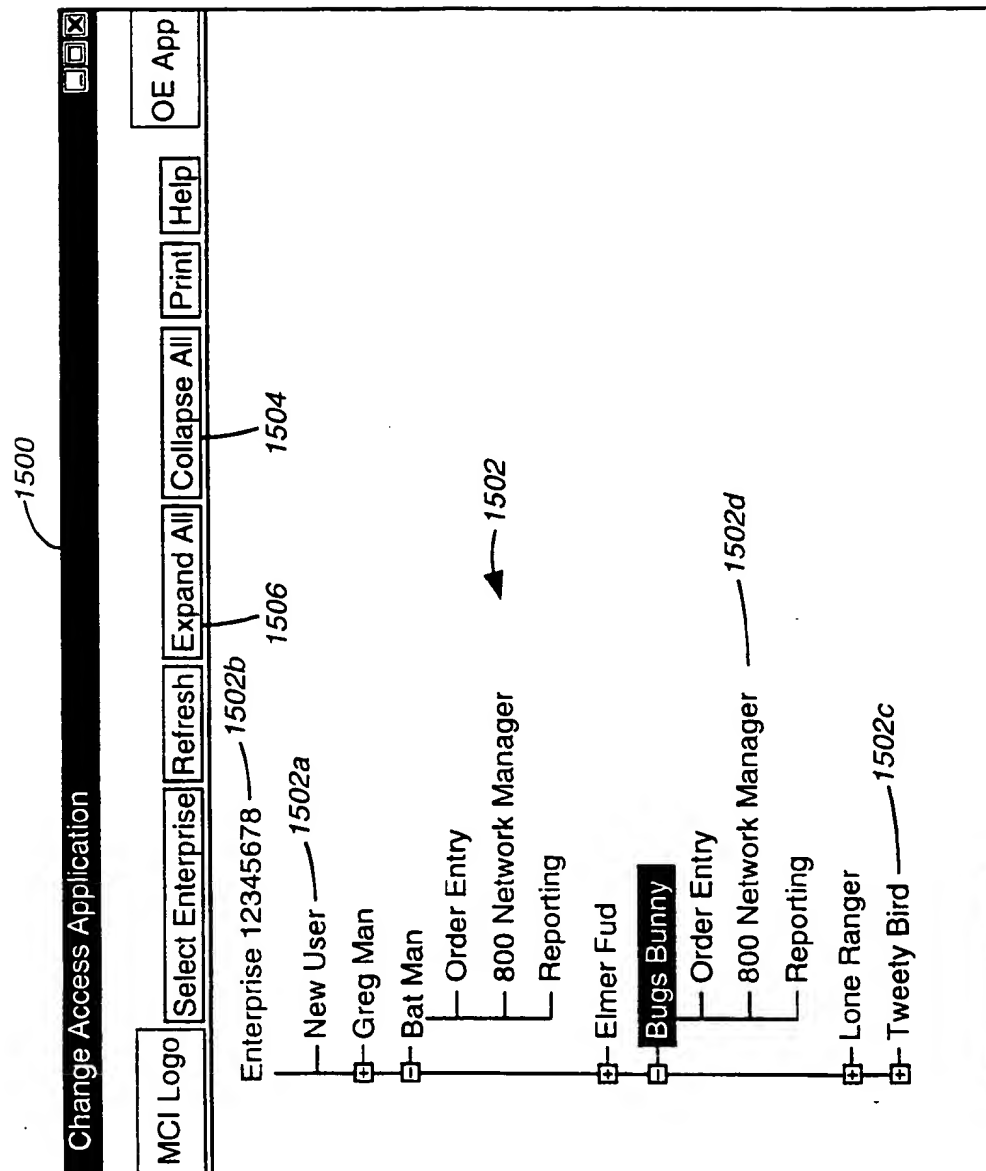 1500
Change Access Application
MCI Logo Select Enterprise Refresh Expand All Collapse All Print Help OE App
1506 1504
Enterprise 12345678 1502b
New User 1502a
Greg Man
Bat Man
Order Entry
800 Network Manager 1502
Reporting
Elmer Fud
Bugs Bunny
Order Entry
800 Network Manager 1502d
Reporting
Lone Ranger
Tweety Bird 1502c